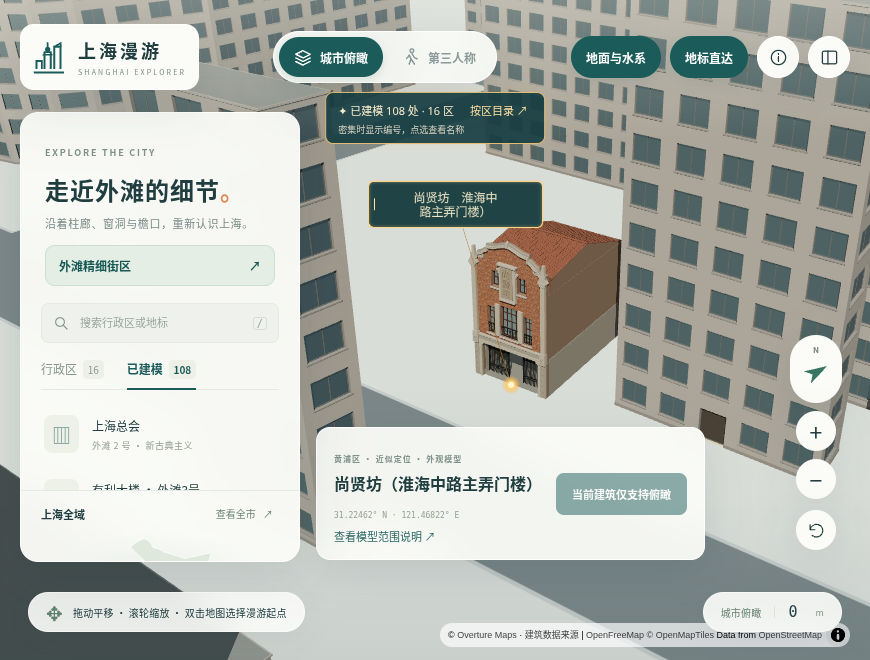 上海漫游
SHANGHAI EXPLORER
城市俯瞰
第三人称
地面与水系
地标直达
✦ 已建模 108 处 · 16 区 按区目录 ↗
密集时显示编号，点选查看名称
EXPLORE THE CITY
走近外滩的细节。
沿着柱廊、窗洞与檐口，重新认识上海。
外滩精细街区 ↗
搜索行政区或地标 /
行政区 16 已建模 108
上海总会
外滩 2 号 · 新古典主义
有利大楼 · 外滩3号
上海全域 查看全市 ↗
尚贤坊 淮海中
路主弄门楼）
N
黄浦区 · 近似定位 · 外观模型
尚贤坊（淮海中路主弄门楼）
当前建筑仅支持俯瞰
31.22462° N · 121.46822° E
查看模型范围说明 ↗
拖动平移 · 滚轮缩放 · 双击地图选择漫游起点
城市俯瞰 0 m
© Overture Maps · 建筑数据来源 | OpenFreeMap © OpenMapTiles Data from OpenStreetMap